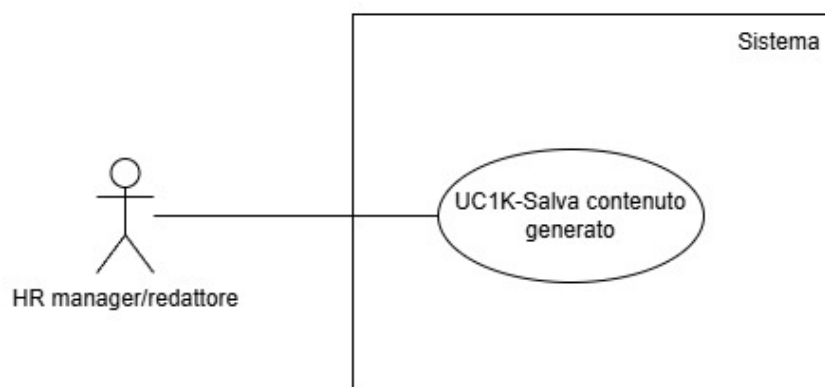 Sistema
UC1K-Salva contenuto
generato
HR manager/redattore